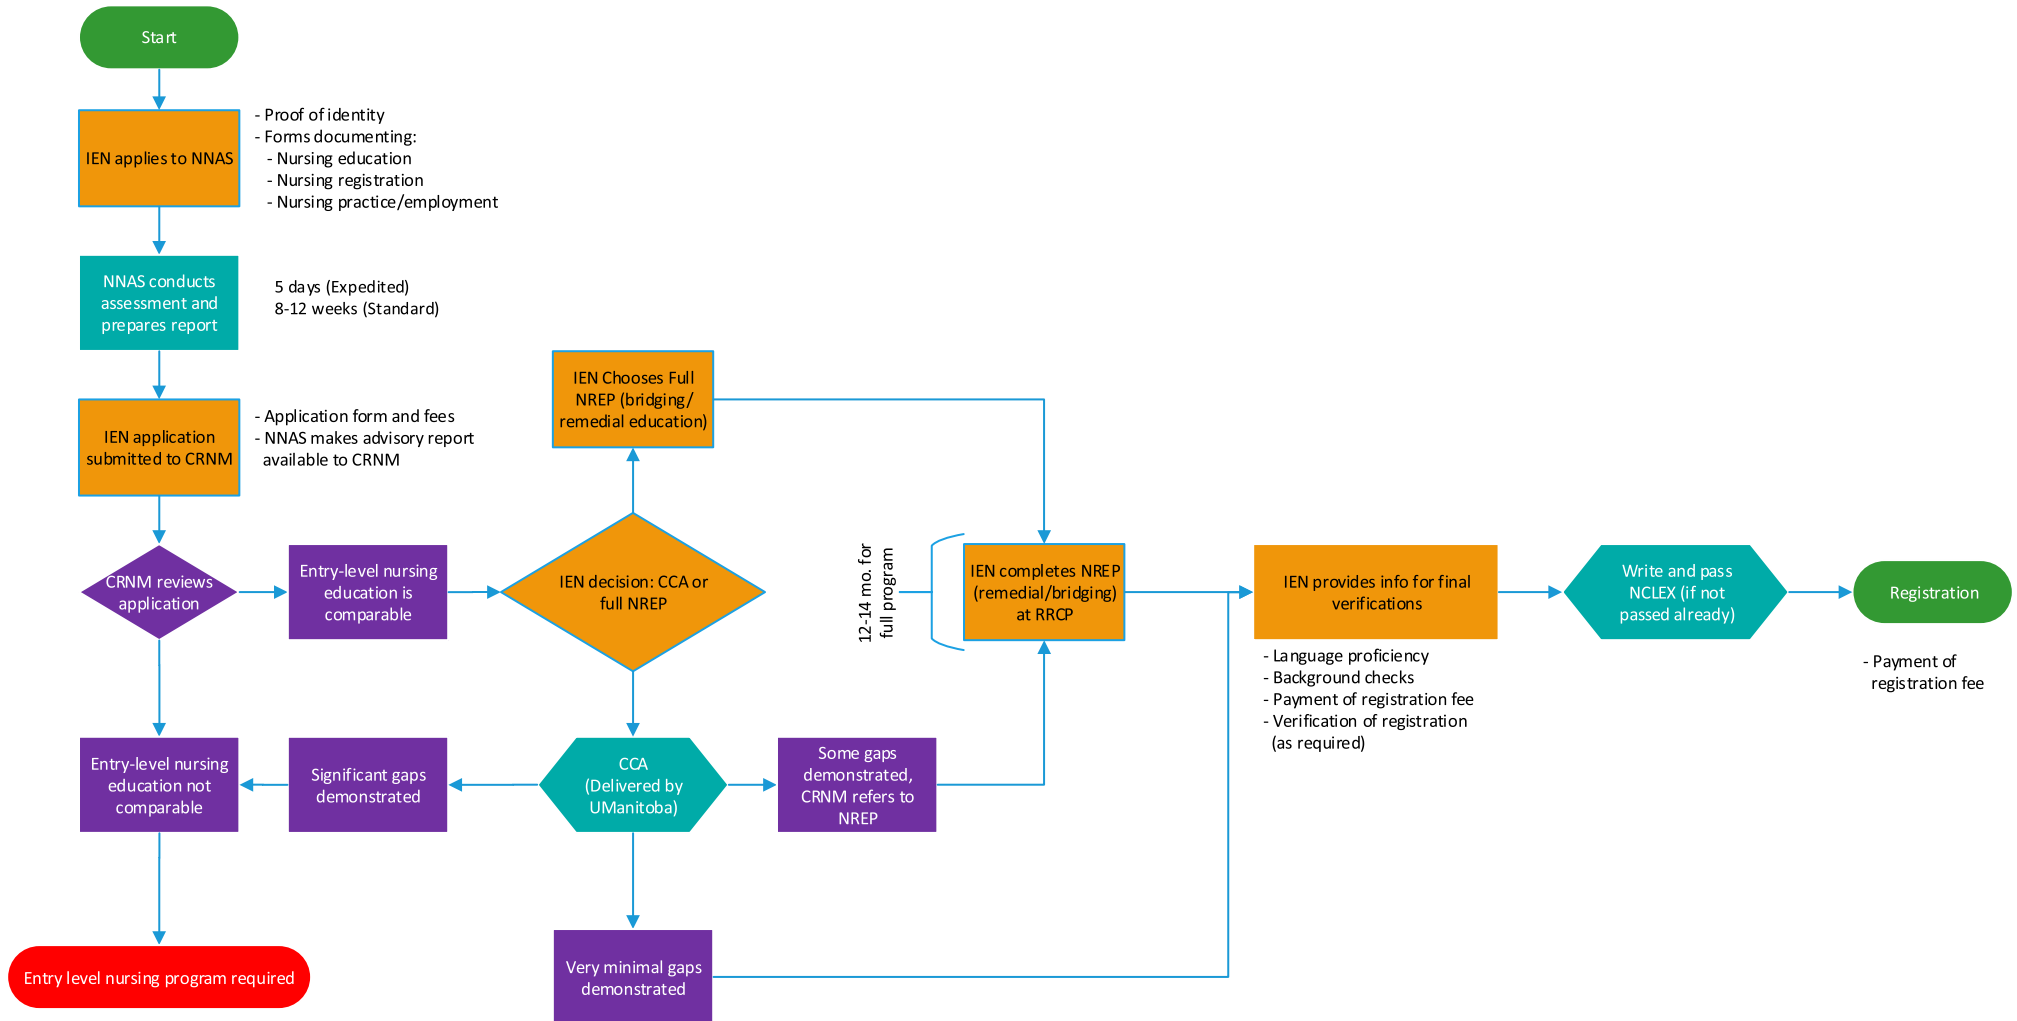 Start
IEN applies to NNAS
- Proof of identity
- Forms documenting:
- Nursing education
- Nursing registration
- Nursing practice/employment
NNAS conducts
assessment and
prepares report
5 days (Expedited)
8-12 weeks (Standard)
IEN application
submitted to CRNM
- Application form and fees
- NNAS makes advisory report
available to CRNM
IEN Chooses Full
NREP (bridging/
remedial education)
CRNM reviews
application
Entry-level nursing
education is
comparable
IEN decision: CCA or
full NREP
12-14 mo. for
full program
IEN completes NREP
(remedial/bridging)
at RRCP
IEN provides info for final
verifications
- Language proficiency
- Background checks
- Payment of registration fee
- Verification of registration
(as required)
Write and pass
NCLEX (if not
passed already)
Registration
- Payment of
registration fee
Entry-level nursing
education not
comparable
Significant gaps
demonstrated
CCA
(Delivered by
UManitoba)
Some gaps
demonstrated,
CRNM refers to
NREP
Entry level nursing program required
Very minimal gaps
demonstrated